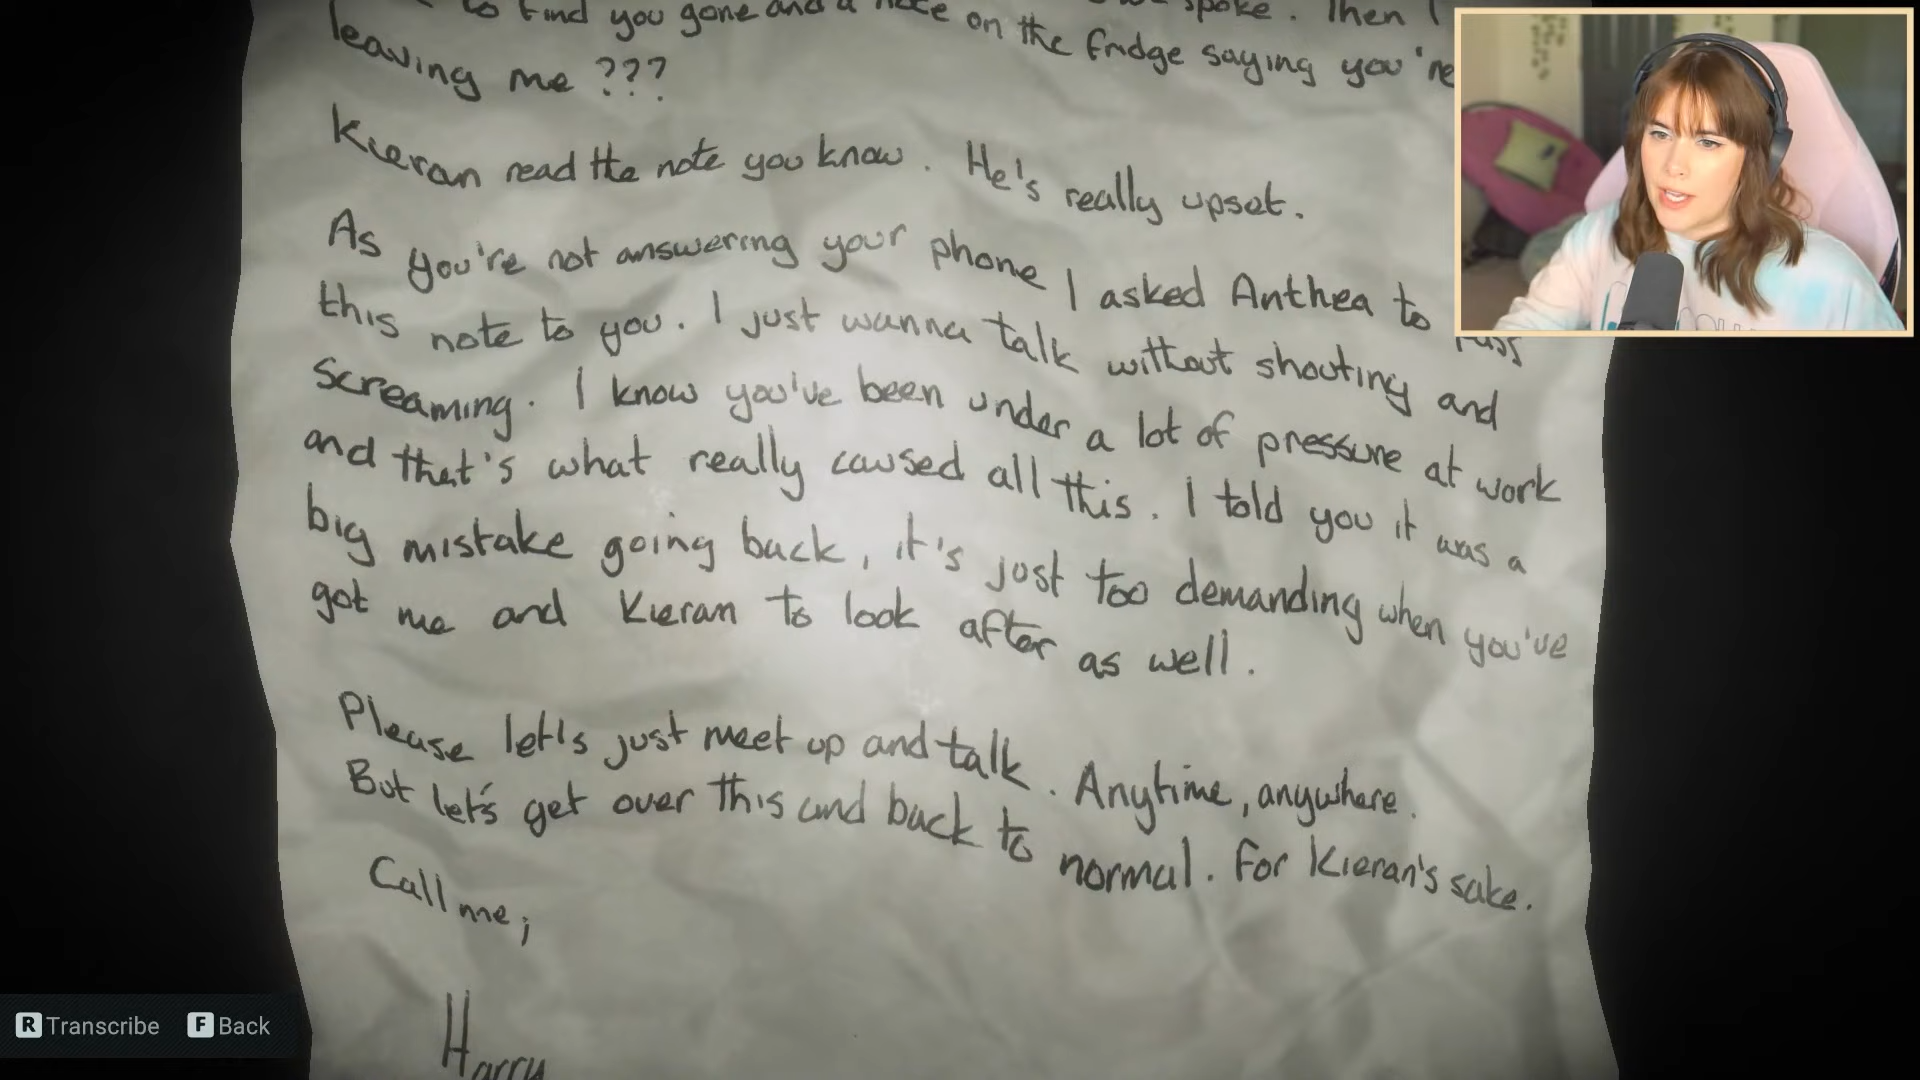 to find you gone and a note on the fridge saying you're
spoke. Then I
leaving me ???
Kieran read the note you know. He's really upset.
As you're not answering your phone I asked Anthea to pass
this note to you. I just wanna talk without shouting and
screaming. I know you've been under a lot of pressure at work
and that's what really caused all this. I told you it was a
big mistake going back, it's just too demanding when you've
got me and Kieran to look after as well.
Please let's just meet up and talk. Anytime, anywhere.
But let's get over this and back to normal. For Kieran's sake.
Call me;
Harry
R Transcribe F Back